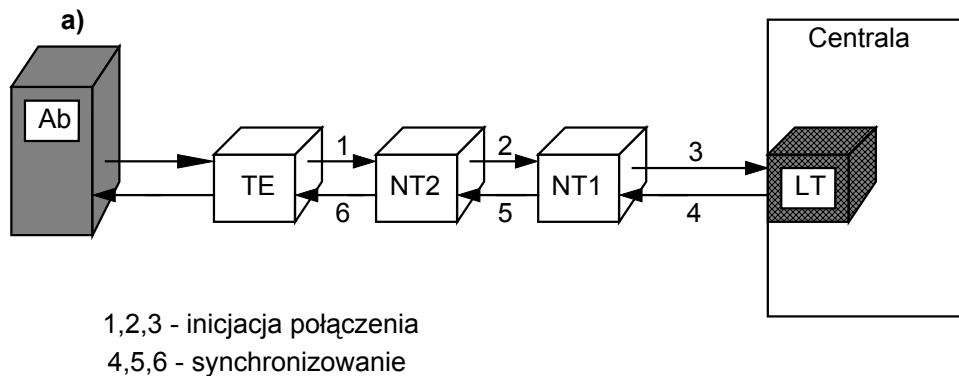 a)
Centrala
Ab
1
2
3
TE
NT2
NT1
LT
6
5
4
1,2,3 - inicjacja połączenia
4,5,6 - synchronizowanie